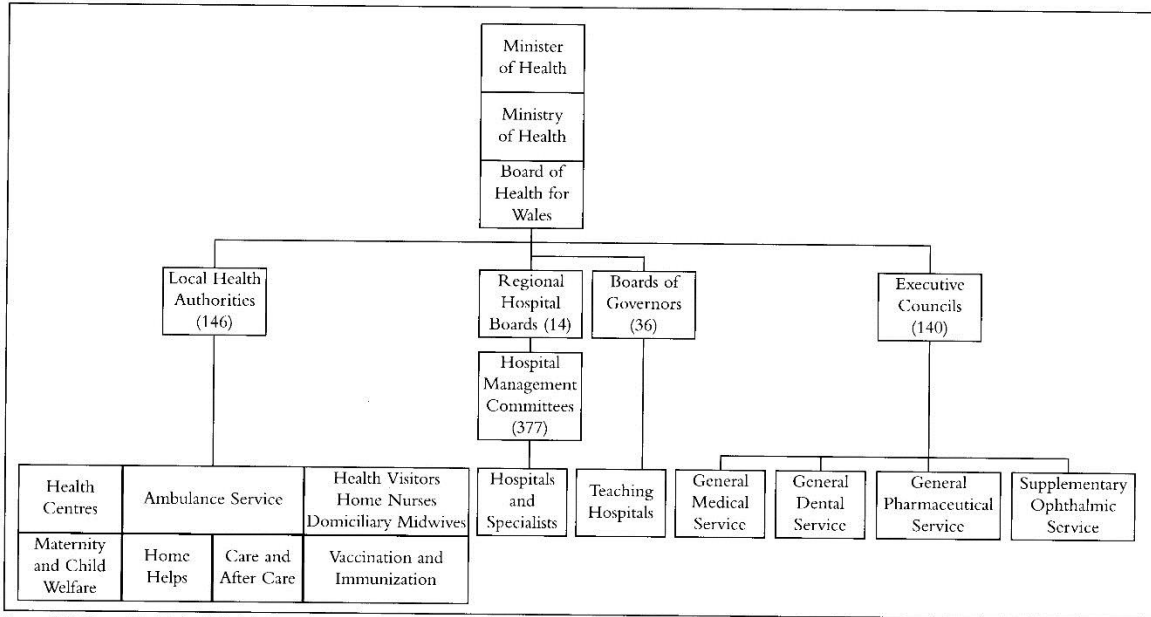 Minister
of Health
Ministry
of Health
Board of
Health for
Wales
Local Health
Authorities
(146)
Regional
Hospital
Boards (14)
Boards of
Governors
(36)
Executive
Councils
(140)
Hospital
Management
Committees
(377)
Health
Centres
Ambulance Service
Health Visitors
Home Nurses
Domiciliary Midwives
Maternity
and Child
Welfare
Home
Helps
Care and
After Care
Vaccination and
Immunization
Hospitals
and
Specialists
Teaching
Hospitals
General
Medical
Service
General
Dental
Service
General
Pharmaceutical
Service
Supplementary
Ophthalmic
Service